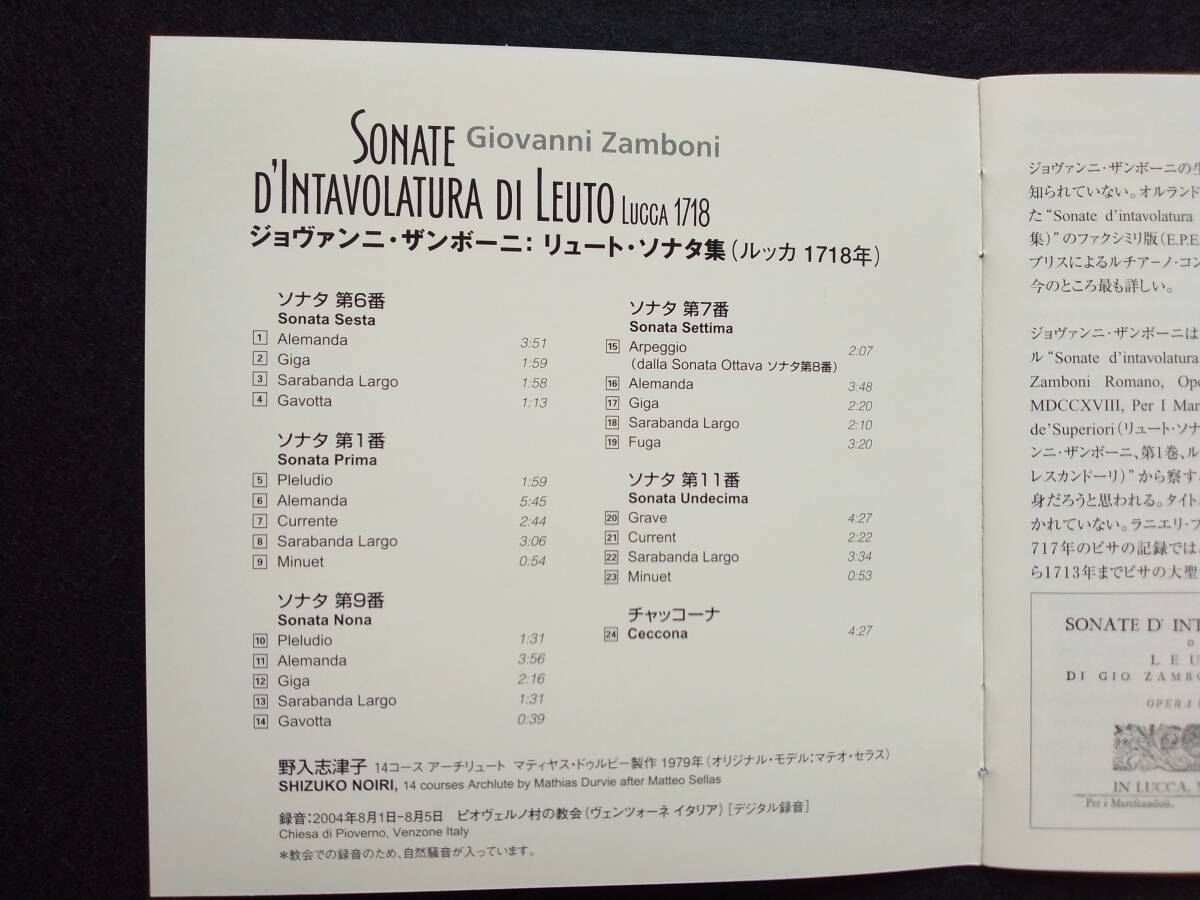 SONATE Giovanni Zamboni
D'INTAVOLATURA DI LEUTO LUCCA 1718
ジョヴァンニ・ザンボーニ：リュート・ソナタ集（ルッカ 1718年）
ソナタ 第6番
Sonata Sesta
1 Alemanda 3:51
2 Giga 1:59
3 Sarabanda Largo 1:58
4 Gavotta 1:13
ソナタ 第1番
Sonata Prima
5 Pleludio 1:59
6 Alemanda 5:45
7 Currente 2:44
8 Sarabanda Largo 3:06
9 Minuet 0:54
ソナタ 第9番
Sonata Nona
10 Pleludio 1:31
11 Alemanda 3:56
12 Giga 2:16
13 Sarabanda Largo 1:31
14 Gavotta 0:39
ソナタ 第7番
Sonata Settima
15 Arpeggio 2:07
(dalla Sonata Ottava ソナタ第8番)
16 Alemanda 3:48
17 Giga 2:20
18 Sarabanda Largo 2:10
19 Fuga 3:20
ソナタ 第11番
Sonata Undecima
20 Grave 4:27
21 Current 2:22
22 Sarabanda Largo 3:34
23 Minuet 0:53
チャッコーナ
24 Ceccona 4:27
野入志津子 14コース アーチリュート マティヤス・ドゥルビー製作 1979年（オリジナル・モデル：マテオ・セラス）
SHIZUKO NOIRI, 14 courses Archlute by Mathias Durvie after Matteo Sellas
録音：2004年8月1日-8月5日 ピオヴェルノ村の教会（ヴェンツォーネ イタリア）［デジタル録音］
Chiesa di Pioverno, Venzone Italy
＊教会での録音のため、自然騒音が入っています。
ジョヴァンニ・ザンボーニの生
知られていない。オルランド
た“Sonate d'intavolatura
集）”のファクシミリ版（E.P.E
ブリスによるルチアーノ・コン
今のところ最も詳しい。
ジョヴァンニ・ザンボーニは
ル“Sonate d'intavolatura
Zamboni Romano, Ope
MDCCXVIII, Per I Mar
de'Superiori（リュート・ソナ
ンニ・ザンボーニ、第1巻、ル
レスカンドーリ）”から察す
身だろうと思われる。タイト
かれていない。ラニエリ・フ
717年のピサの記録では、
ら1713年までピサの大聖
SONATE D' INT
D
LEU
DI GIO ZAMBO
OPERA
IN LUCCA, M
Per i Marescandoli.